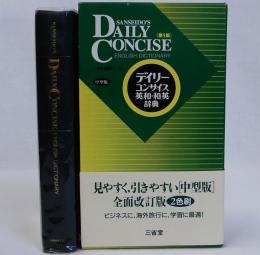 SANSEIDO'S
DAILY
CONCISE
[第5版]
ENGLISH DICTIONARY
中型版
デイリー
コンサイス
英和・和英
辞典
見やすく、引きやすい[中型版]
全面改訂版 2色刷
ビジネスに、海外旅行に、学習に最適!
三省堂
DAILY CONCISE
ENGLISH DICTIONARY